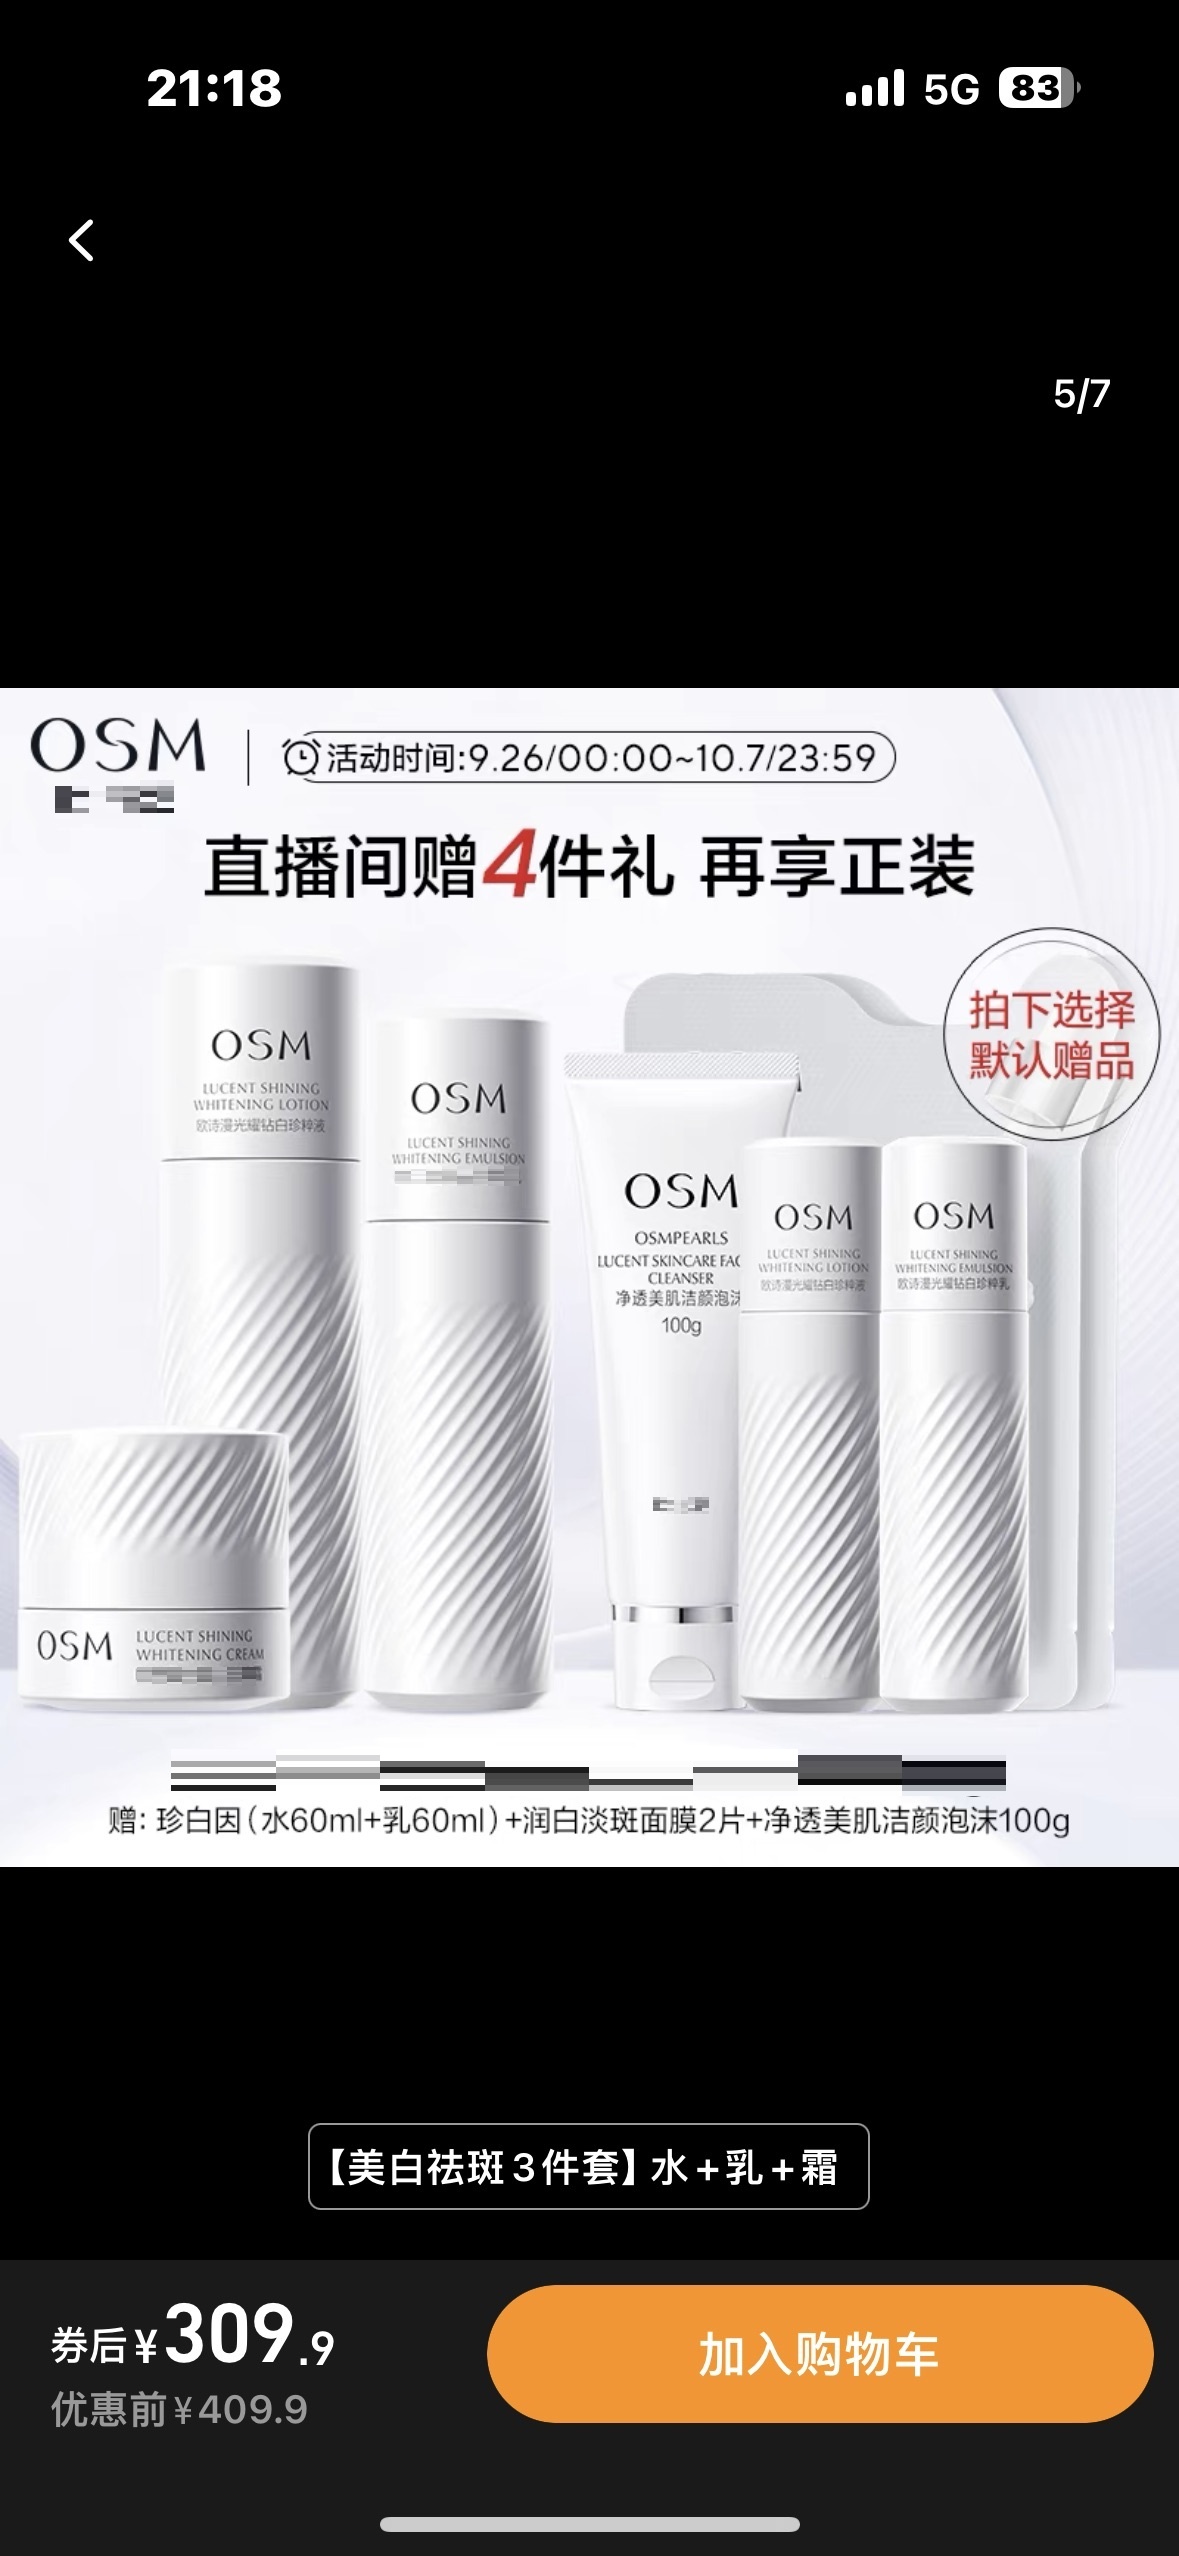 21:18
5G
83
5/7
OSM
活动时间:9.26/00:00~10.7/23:59
直播间赠4件礼 再享正装
拍下选择
默认赠品
OSM
LUCENT SHINING
WHITENING LOTION
欧诗漫光耀钻白珍粹液
OSM
LUCENT SHINING
WHITENING EMULSION
OSM
OSMPEARLS
LUCENT SKINCARE FAC
CLEANSER
净透美肌洁颜泡沫
100g
OSM
LUCENT SHINING
WHITENING LOTION
欧诗漫光耀钻白珍粹液
OSM
LUCENT SHINING
WHITENING EMULSION
欧诗漫光耀钻白珍粹乳
OSM
LUCENT SHINING
WHITENING CREAM
赠: 珍白因(水60ml+乳60ml)+润白淡斑面膜2片+净透美肌洁颜泡沫100g
【美白祛斑3件套】水+乳+霜
券后¥309.9
优惠前¥409.9
加入购物车